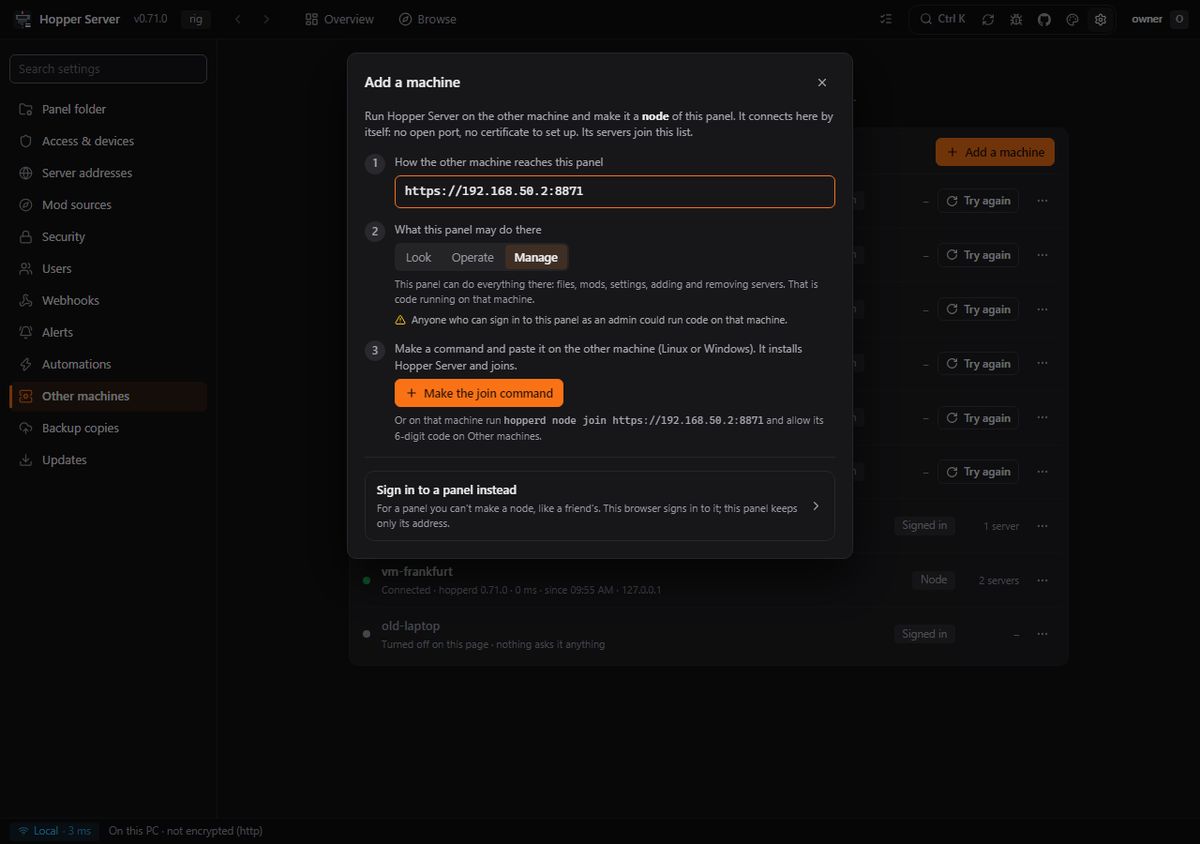 Hopper Server v0.71.0 rig Overview Browse Ctrl K owner O
Search settings
Panel folder
Access & devices
Server addresses
Mod sources
Security
Users
Webhooks
Alerts
Automations
Other machines
Backup copies
Updates
Add a machine
Run Hopper Server on the other machine and make it a node of this panel. It connects here by
itself: no open port, no certificate to set up. Its servers join this list.
1 How the other machine reaches this panel
https://192.168.50.2:8871
2 What this panel may do there
Look Operate Manage
This panel can do everything there: files, mods, settings, adding and removing servers. That is
code running on that machine.
Anyone who can sign in to this panel as an admin could run code on that machine.
3 Make a command and paste it on the other machine (Linux or Windows). It installs
Hopper Server and joins.
+ Make the join command
Or on that machine run hopperd node join https://192.168.50.2:8871 and allow its
6-digit code on Other machines.
Sign in to a panel instead
For a panel you can't make a node, like a friend's. This browser signs in to it; this panel keeps
only its address.
+ Add a machine
– Try again ···
– Try again ···
– Try again ···
– Try again ···
– Try again ···
– Try again ···
Signed in 1 server ···
vm-frankfurt
Connected · hopperd 0.71.0 · 0 ms · since 09:55 AM · 127.0.0.1
Node 2 servers ···
old-laptop
Turned off on this page · nothing asks it anything
Signed in – ···
Local · 3 ms On this PC · not encrypted (http)